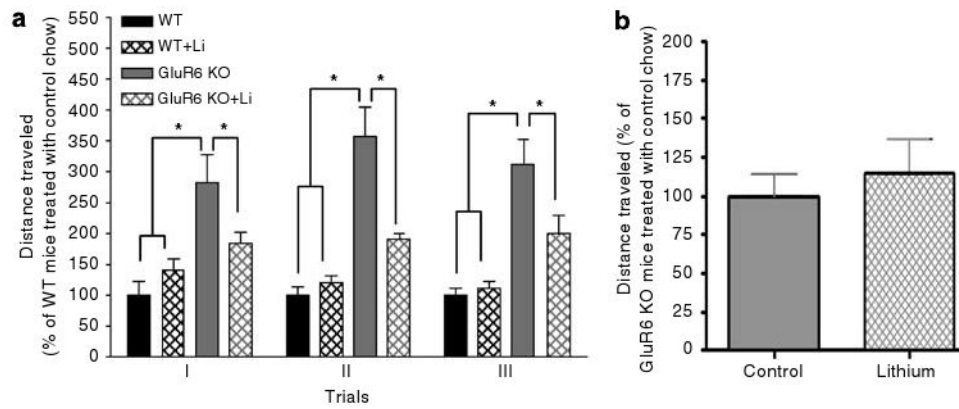 a
Distance traveled
(% of WT mice treated with control chow)
550
500
450
400
350
300
250
200
150
100
50
0
WT
WT+Li
GluR6 KO
GluR6 KO+Li
* *
* *
* *
I II III
Trials
b
Distance traveled (% of
GluR6 KO mice treated with control chow)
200
175
150
125
100
75
50
25
0
Control Lithium